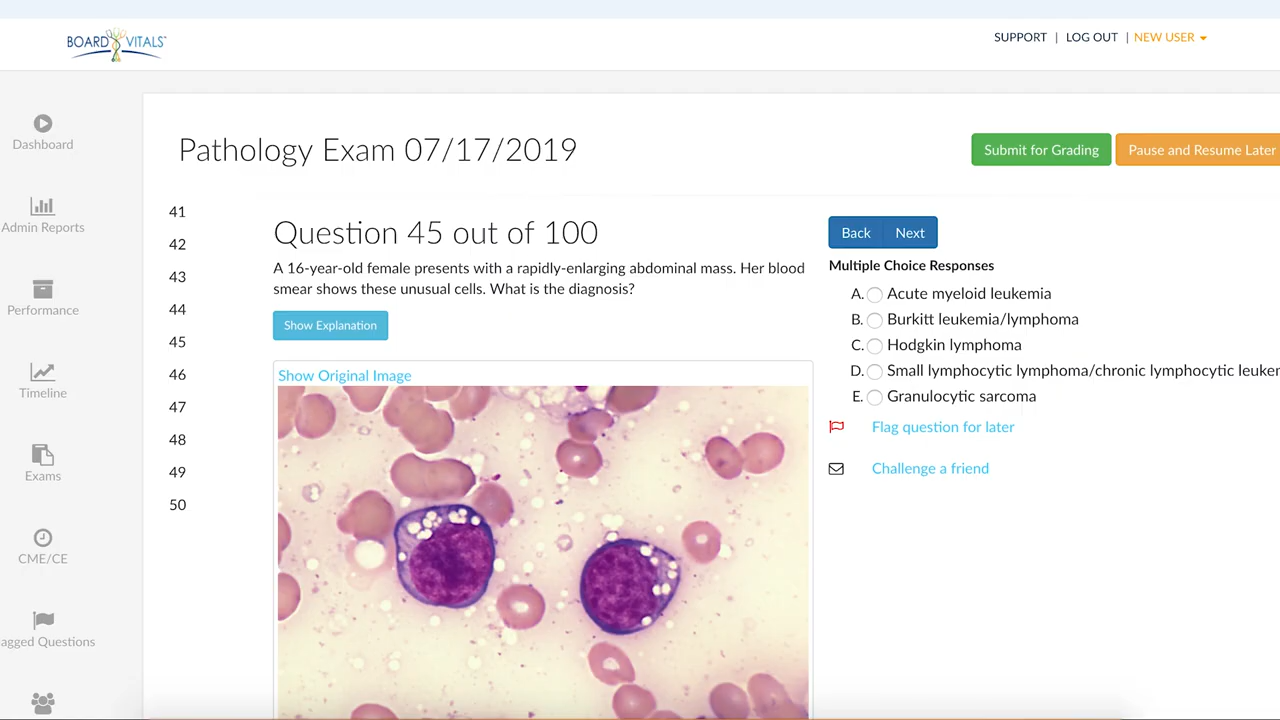 BOARD VITALS
SUPPORT | LOG OUT | NEW USER
Dashboard
Admin Reports
Performance
Timeline
Exams
CME/CE
agged Questions
Pathology Exam 07/17/2019
Submit for Grading
Pause and Resume Later
41
42
43
44
45
46
47
48
49
50
Question 45 out of 100
A 16-year-old female presents with a rapidly-enlarging abdominal mass. Her blood
smear shows these unusual cells. What is the diagnosis?
Show Explanation
Show Original Image
Back Next
Multiple Choice Responses
A. Acute myeloid leukemia
B. Burkitt leukemia/lymphoma
C. Hodgkin lymphoma
D. Small lymphocytic lymphoma/chronic lymphocytic leuker
E. Granulocytic sarcoma
Flag question for later
Challenge a friend